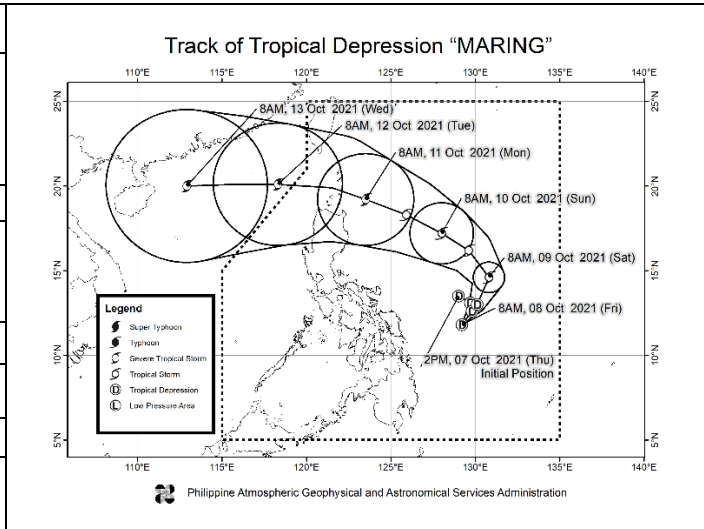 Track of Tropical Depression “MARING”
110°E 115°E 120°E 125°E 130°E 135°E 140°E
25°N
25°N
8AM, 13 Oct 2021 (Wed)
8AM, 12 Oct 2021 (Tue)
8AM, 11 Oct 2021 (Mon)
20°N
20°N
8AM, 10 Oct 2021 (Sun)
8AM, 09 Oct 2021 (Sat)
15°N
15°N
8AM, 08 Oct 2021 (Fri)
2PM, 07 Oct 2021 (Thu)
Initial Position
10°N
10°N
Legend
Super Typhoon
Typhoon
Severe Tropical Storm
Tropical Storm
D Tropical Depression
L Low Pressure Area
5°N
5°N
110°E 115°E 120°E 125°E 130°E 135°E 140°E
Philippine Atmospheric Geophysical and Astronomical Services Administration